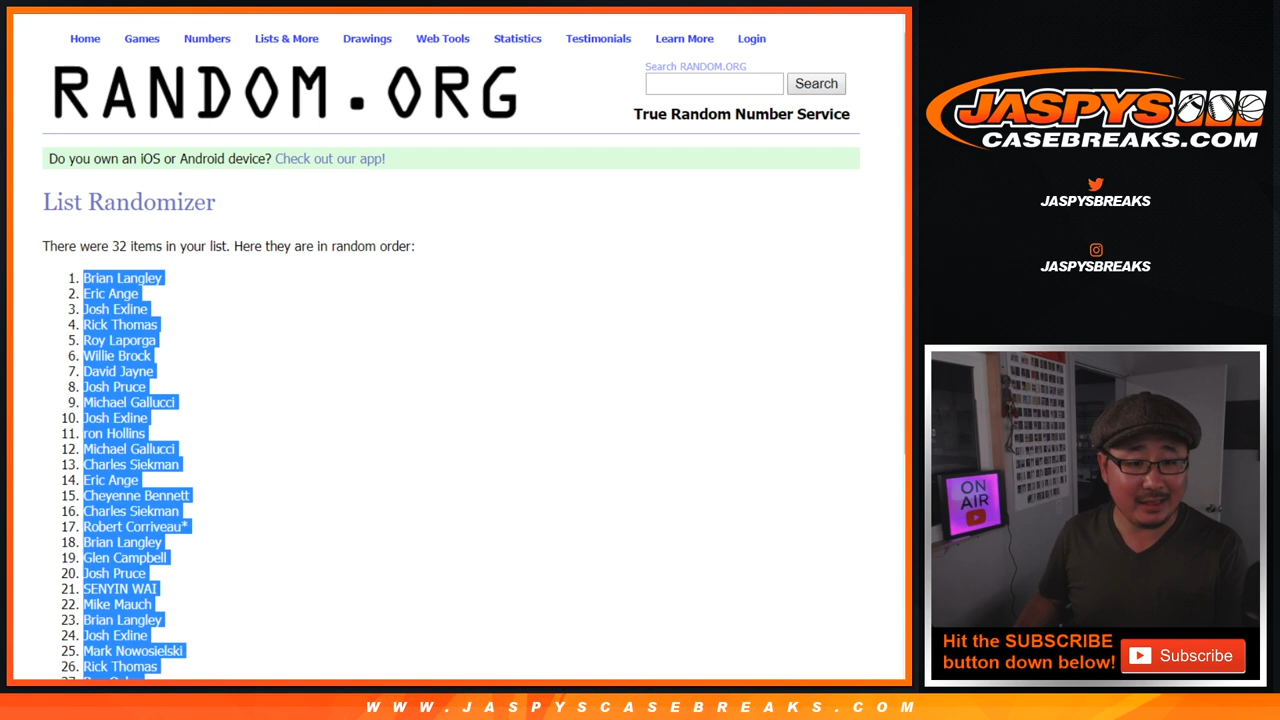 Home Games Numbers Lists & More Drawings Web Tools Statistics Testimonials Learn More Login
RANDOM.ORG
Search RANDOM.ORG
Search
True Random Number Service
Do you own an iOS or Android device? Check out our app!
List Randomizer
There were 32 items in your list. Here they are in random order:
1. Brian Langley
2. Eric Ange
3. Josh Exline
4. Rick Thomas
5. Roy Laporga
6. Willie Brock
7. David Jayne
8. Josh Pruce
9. Michael Gallucci
10. Josh Exline
11. ron Hollins
12. Michael Gallucci
13. Charles Siekman
14. Eric Ange
15. Cheyenne Bennett
16. Charles Siekman
17. Robert Corriveau*
18. Brian Langley
19. Glen Campbell
20. Josh Pruce
21. SENYIN WAI
22. Mike Mauch
23. Brian Langley
24. Josh Exline
25. Mark Nowosielski
26. Rick Thomas
JASPYS
CASEBREAKS.COM
JASPYSBREAKS
JASPYSBREAKS
ON
AIR
Hit the SUBSCRIBE
button down below!
Subscribe
WWW.JASPYSCASEBREAKS.COM